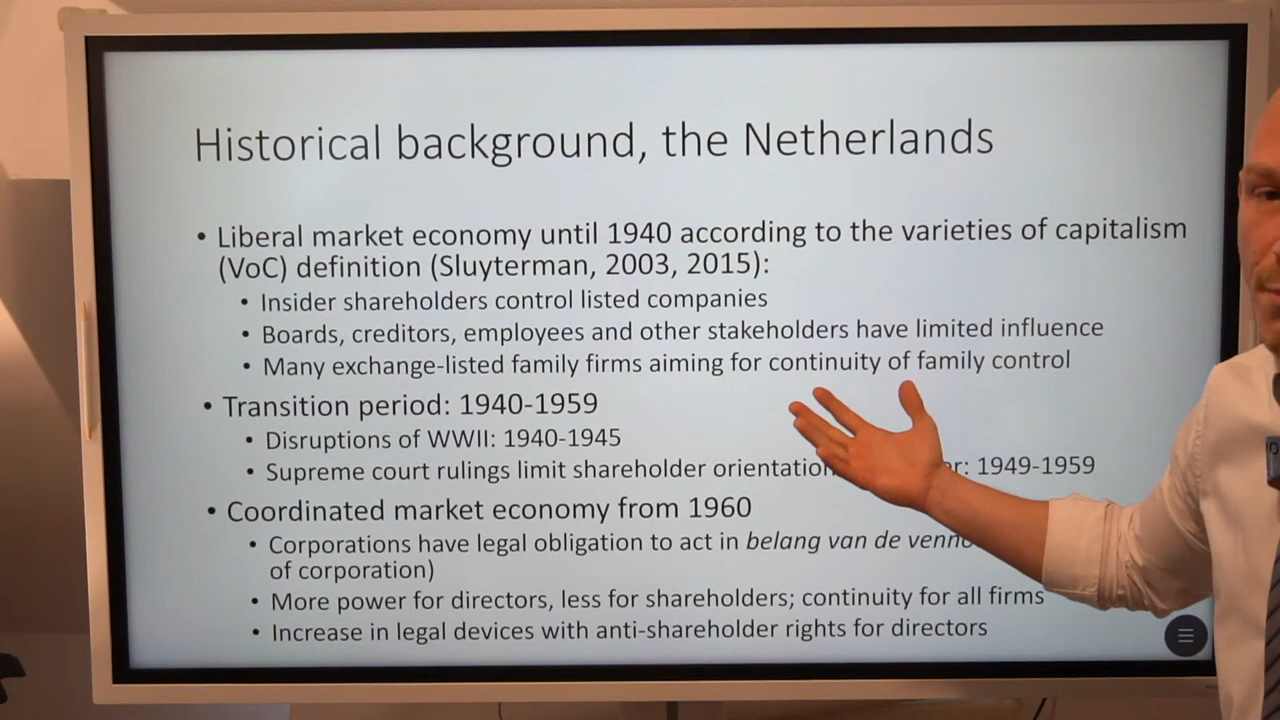 Historical background, the Netherlands
• Liberal market economy until 1940 according to the varieties of capitalism
(VoC) definition (Sluyterman, 2003, 2015):
• Insider shareholders control listed companies
• Boards, creditors, employees and other stakeholders have limited influence
• Many exchange-listed family firms aiming for continuity of family control
• Transition period: 1940-1959
• Disruptions of WWII: 1940-1945
• Supreme court rulings limit shareholder orientation : 1949-1959
• Coordinated market economy from 1960
• Corporations have legal obligation to act in belang van de
of corporation)
• More power for directors, less for shareholders; continuity for all firms
• Increase in legal devices with anti-shareholder rights for directors